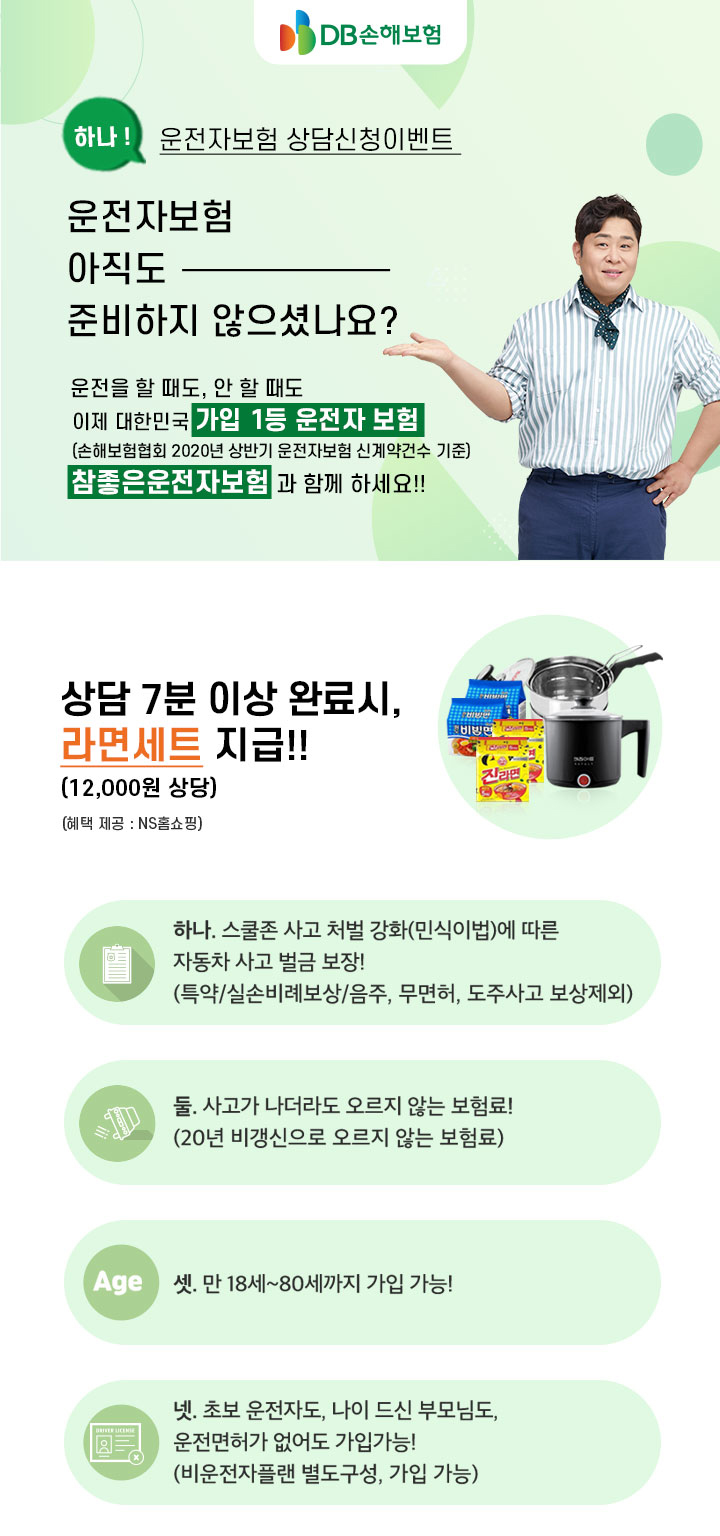 DB손해보험
하나 !
운전자보험 상담신청이벤트
운전자보험
아직도
준비하지 않으셨나요?
운전을 할 때도, 안 할 때도
이제 대한민국 가입 1등 운전자 보험
(손해보험협회 2020년 상반기 운전자보험 신계약건수 기준)
참좋은운전자보험 과 함께 하세요!!
상담 7분 이상 완료시,
라면세트 지급!!
(12,000원 상당)
(혜택 제공 : NS홈쇼핑)
비빔면
비빔면
진라면
하나. 스쿨존 사고 처벌 강화(민식이법)에 따른
자동차 사고 벌금 보장!
(특약/실손비례보상/음주, 무면허, 도주사고 보상제외)
둘. 사고가 나더라도 오르지 않는 보험료!
(20년 비갱신으로 오르지 않는 보험료)
Age
셋. 만 18세~80세까지 가입 가능!
DRIVER LICENSE
넷. 초보 운전자도, 나이 드신 부모님도,
운전면허가 없어도 가입가능!
(비운전자플랜 별도구성, 가입 가능)